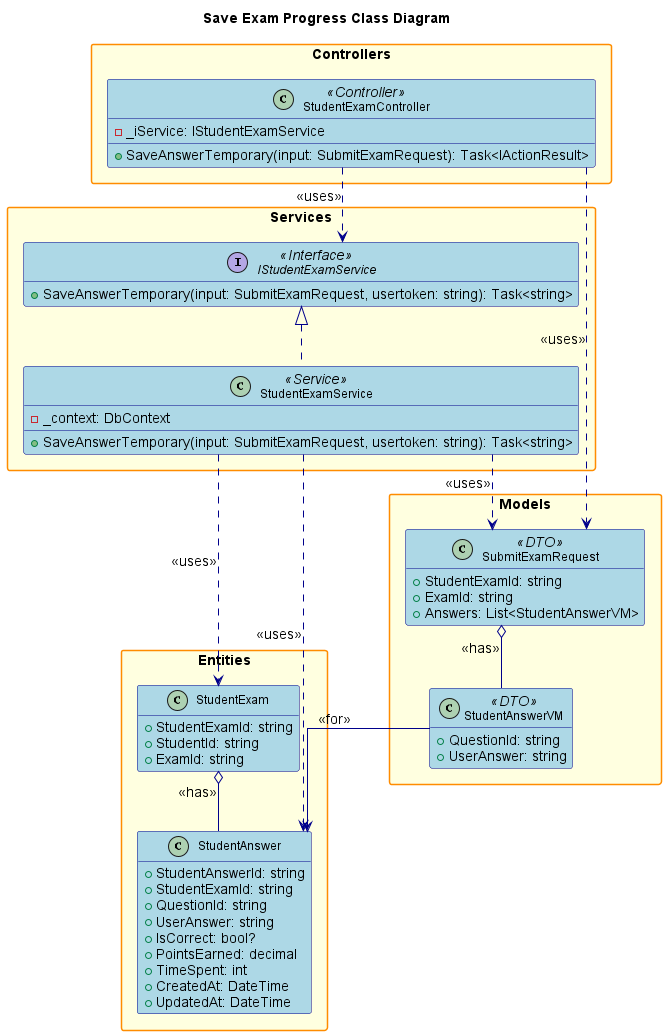 Save Exam Progress Class Diagram
Controllers
C
«Controller»
StudentExamController
_iService: IStudentExamService
SaveAnswerTemporary(input: SubmitExamRequest): Task<IActionResult>
«uses»
Services
I
«Interface»
IStudentExamService
SaveAnswerTemporary(input: SubmitExamRequest, usertoken: string): Task<string>
«uses»
C
«Service»
StudentExamService
_context: DbContext
SaveAnswerTemporary(input: SubmitExamRequest, usertoken: string): Task<string>
«uses»
Models
C
«DTO»
SubmitExamRequest
StudentExamId: string
ExamId: string
Answers: List<StudentAnswerVM>
«uses»
«uses»
«has»
Entities
C
StudentExam
StudentExamId: string
StudentId: string
ExamId: string
C
«DTO»
StudentAnswerVM
QuestionId: string
UserAnswer: string
«for»
«has»
C
StudentAnswer
StudentAnswerId: string
StudentExamId: string
QuestionId: string
UserAnswer: string
IsCorrect: bool?
PointsEarned: decimal
TimeSpent: int
CreatedAt: DateTime
UpdatedAt: DateTime